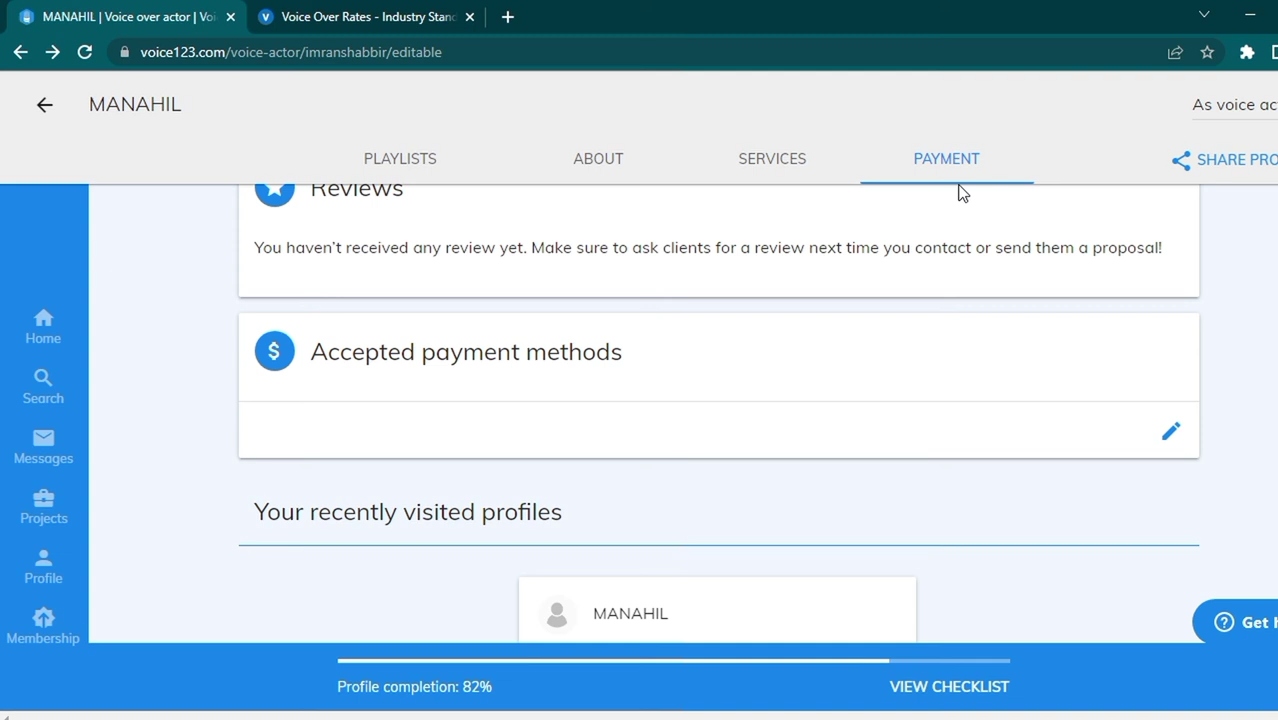 MANAHIL | Voice over actor | Voi
Voice Over Rates - Industry Stand
voice123.com/voice-actor/imranshabbir/editable
MANAHIL
As voice ac
PLAYLISTS
ABOUT
SERVICES
PAYMENT
SHARE PRO
Reviews
You haven't received any review yet. Make sure to ask clients for a review next time you contact or send them a proposal!
Home
$ Accepted payment methods
Search
Messages
Projects
Your recently visited profiles
Profile
MANAHIL
Membership
? Get h
Profile completion: 82%
VIEW CHECKLIST